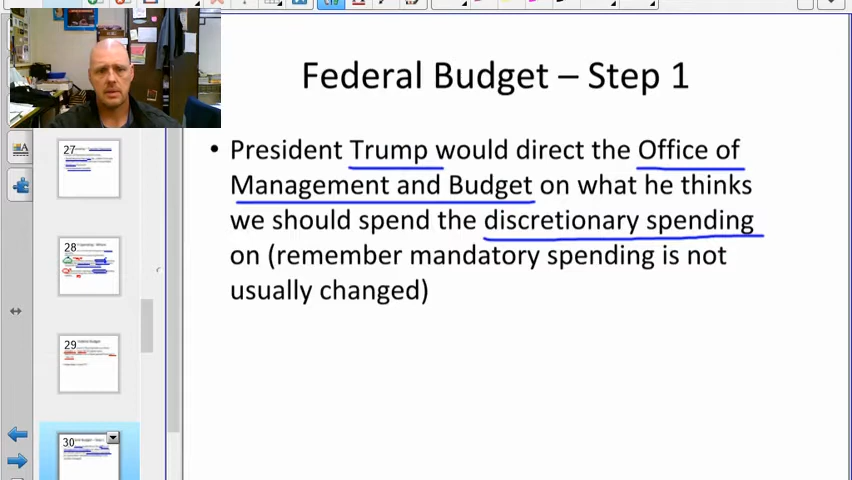 Federal Budget – Step 1
• President Trump would direct the Office of
Management and Budget on what he thinks
we should spend the discretionary spending
on (remember mandatory spending is not
usually changed)
27
28
29
30